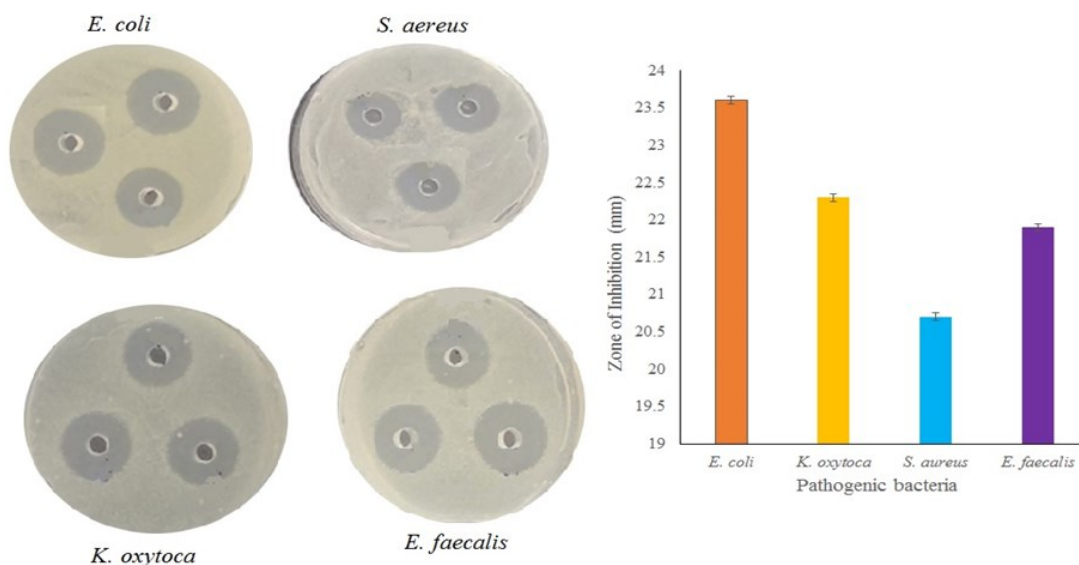 E. coli
S. aereus
K. oxytoca
E. faecalis
Zone of Inhibition (mm)
24
23.5
23
22.5
22
21.5
21
20.5
20
19.5
19
E. coli K. oxytoca S. aureus E. faecalis
Pathogenic bacteria